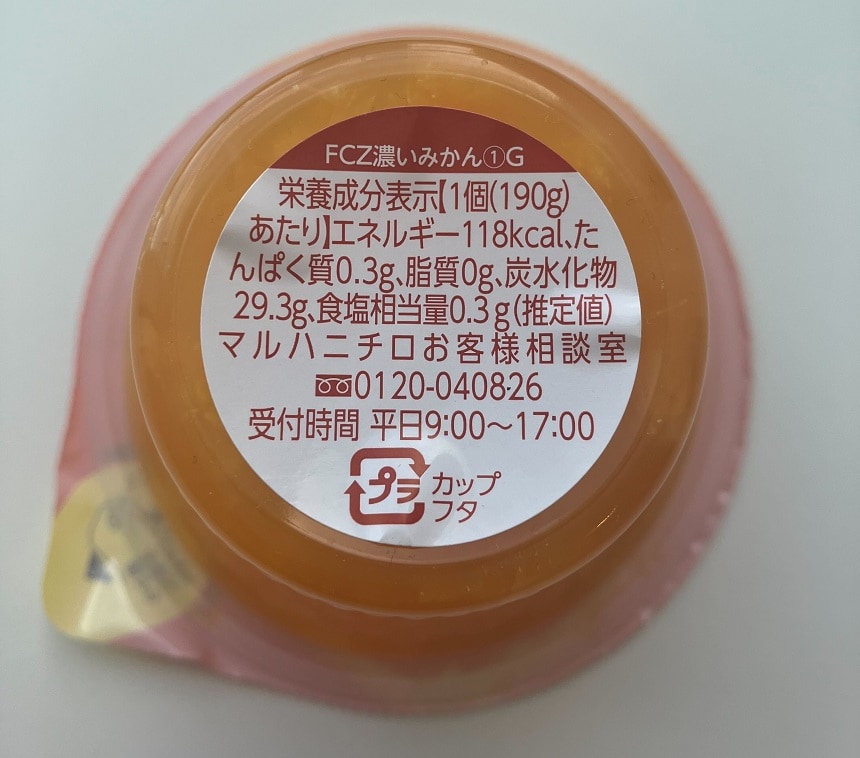 FCZ濃いみかん①G
栄養成分表示【1個(190g)
あたり】エネルギー118kcal、た
んぱく質0.3g、脂質0g、炭水化物
29.3g、食塩相当量0.3g(推定値)
マルハニチロお客様相談室
0120-040826
受付時間 平日9:00～17:00
プラ カップ
フタ